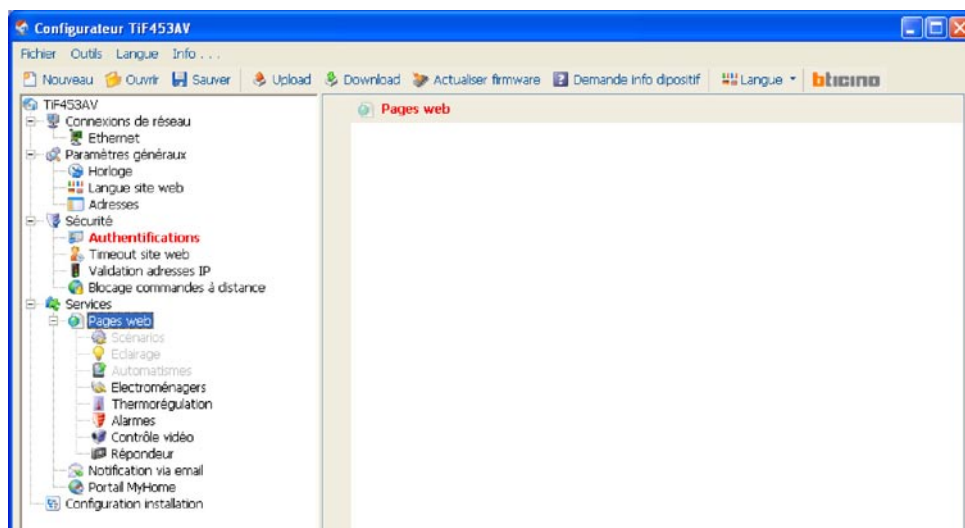 Configurateur TiF453AV
Fichier Outils Langue Info . . .
Nouveau Ouvrir Sauver Upload Download Actualiser firmware Demande info dipositif Langue bticino
TiF453AV
Pages web
Connexions de réseau
Ethernet
Paramètres généraux
Horloge
Langue site web
Adresses
Sécurité
Authentifications
Timeout site web
Validation adresses IP
Blocage commandes à distance
Services
Pages web
Scénarios
Eclairage
Automatismes
Electroménagers
Thermorégulation
Alarmes
Contrôle vidéo
Répondeur
Notification via email
Portail MyHome
Configuration installation